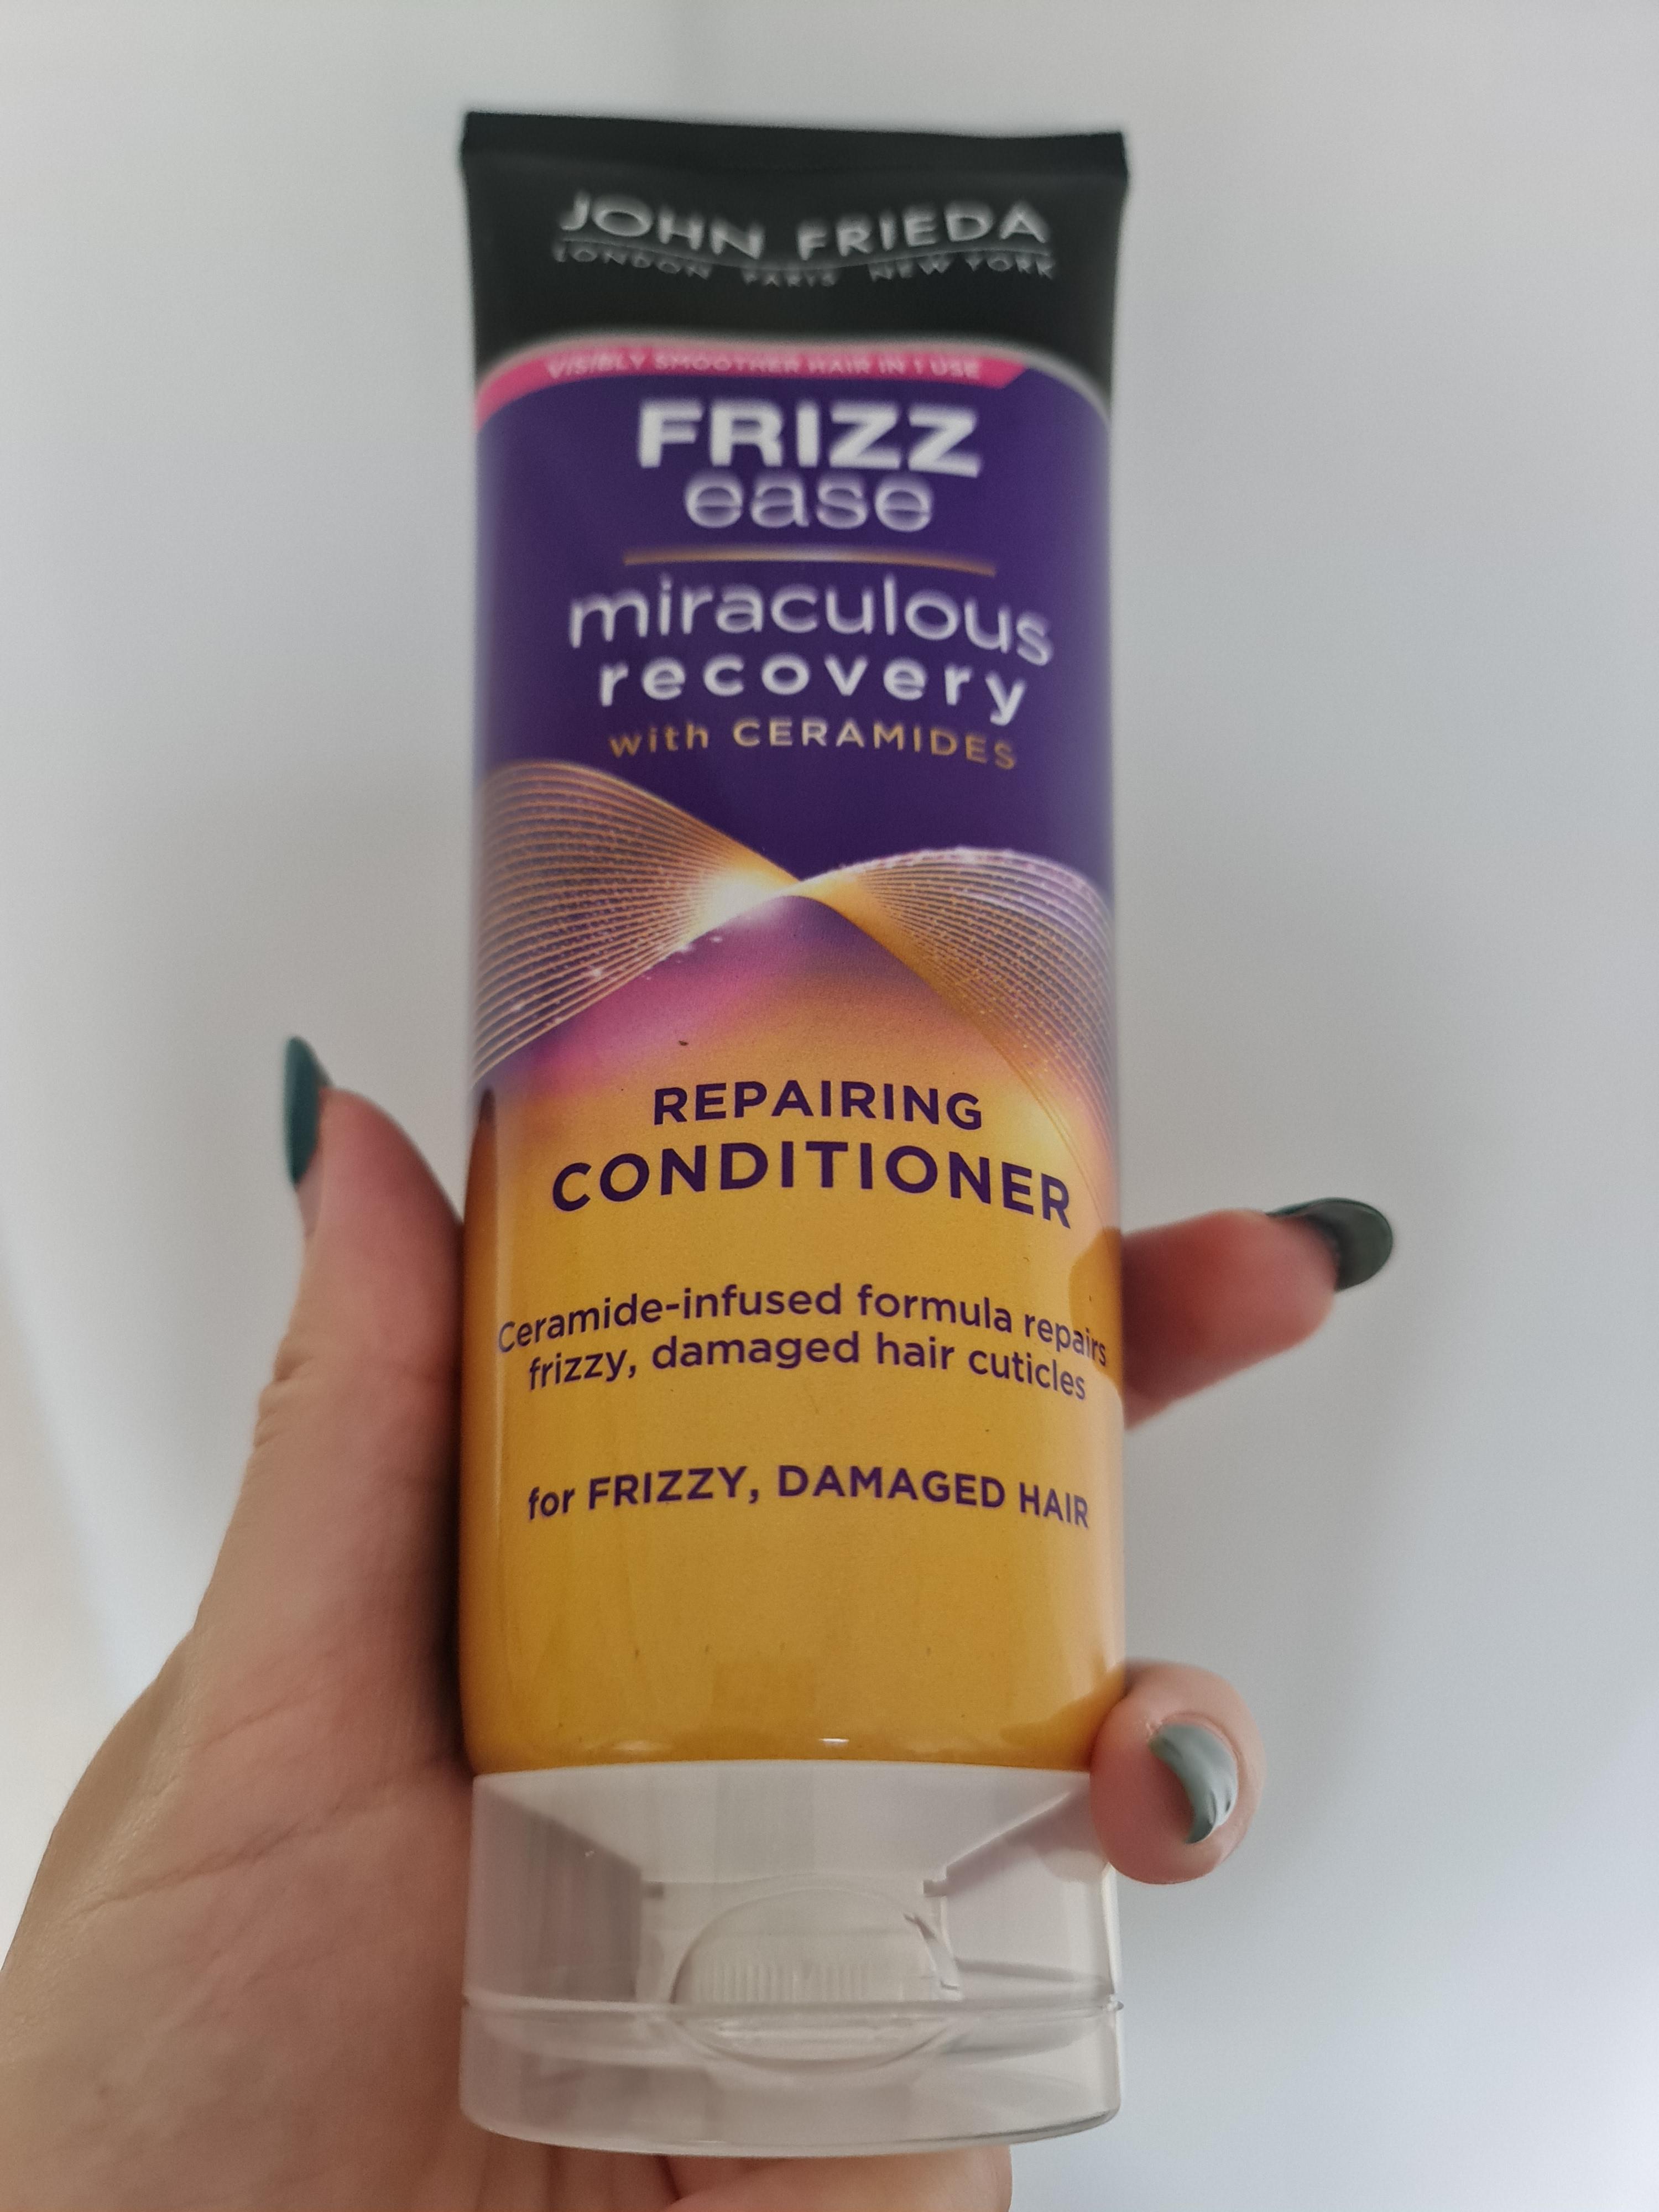 JOHN FRIEDA
LONDON PARIS NEW YORK
VISIBLY SMOOTHER HAIR IN 1 USE
FRIZZ
ease
miraculous
recovery
with CERAMIDES
REPAIRING
CONDITIONER
Ceramide-infused formula repairs
frizzy, damaged hair cuticles
for FRIZZY, DAMAGED HAIR